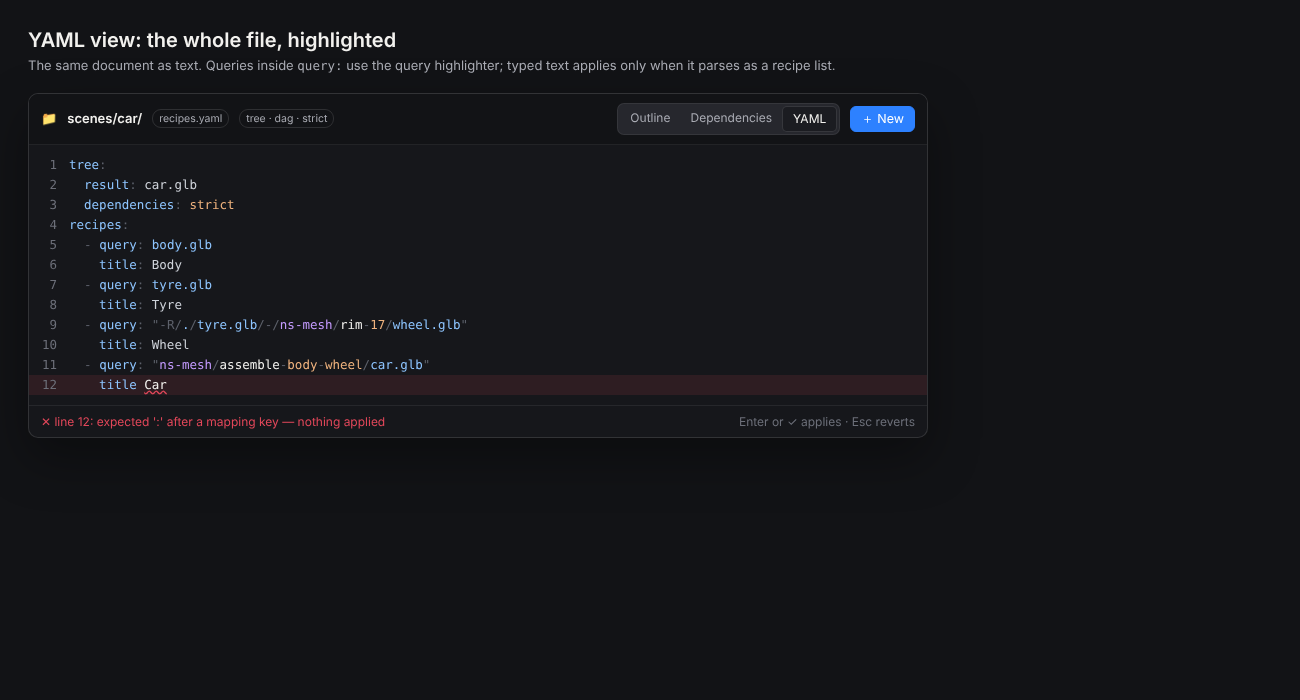 YAML view: the whole file, highlighted
The same document as text. Queries inside query: use the query highlighter; typed text applies only when it parses as a recipe list.
scenes/car/ recipes.yaml tree · dag · strict Outline Dependencies YAML + New
1 tree:
2 result: car.glb
3 dependencies: strict
4 recipes:
5 - query: body.glb
6 title: Body
7 - query: tyre.glb
8 title: Tyre
9 - query: "-R/./tyre.glb/-/ns-mesh/rim-17/wheel.glb"
10 title: Wheel
11 - query: "ns-mesh/assemble-body-wheel/car.glb"
12 title Car
✕ line 12: expected ':' after a mapping key — nothing applied Enter or ✓ applies · Esc reverts